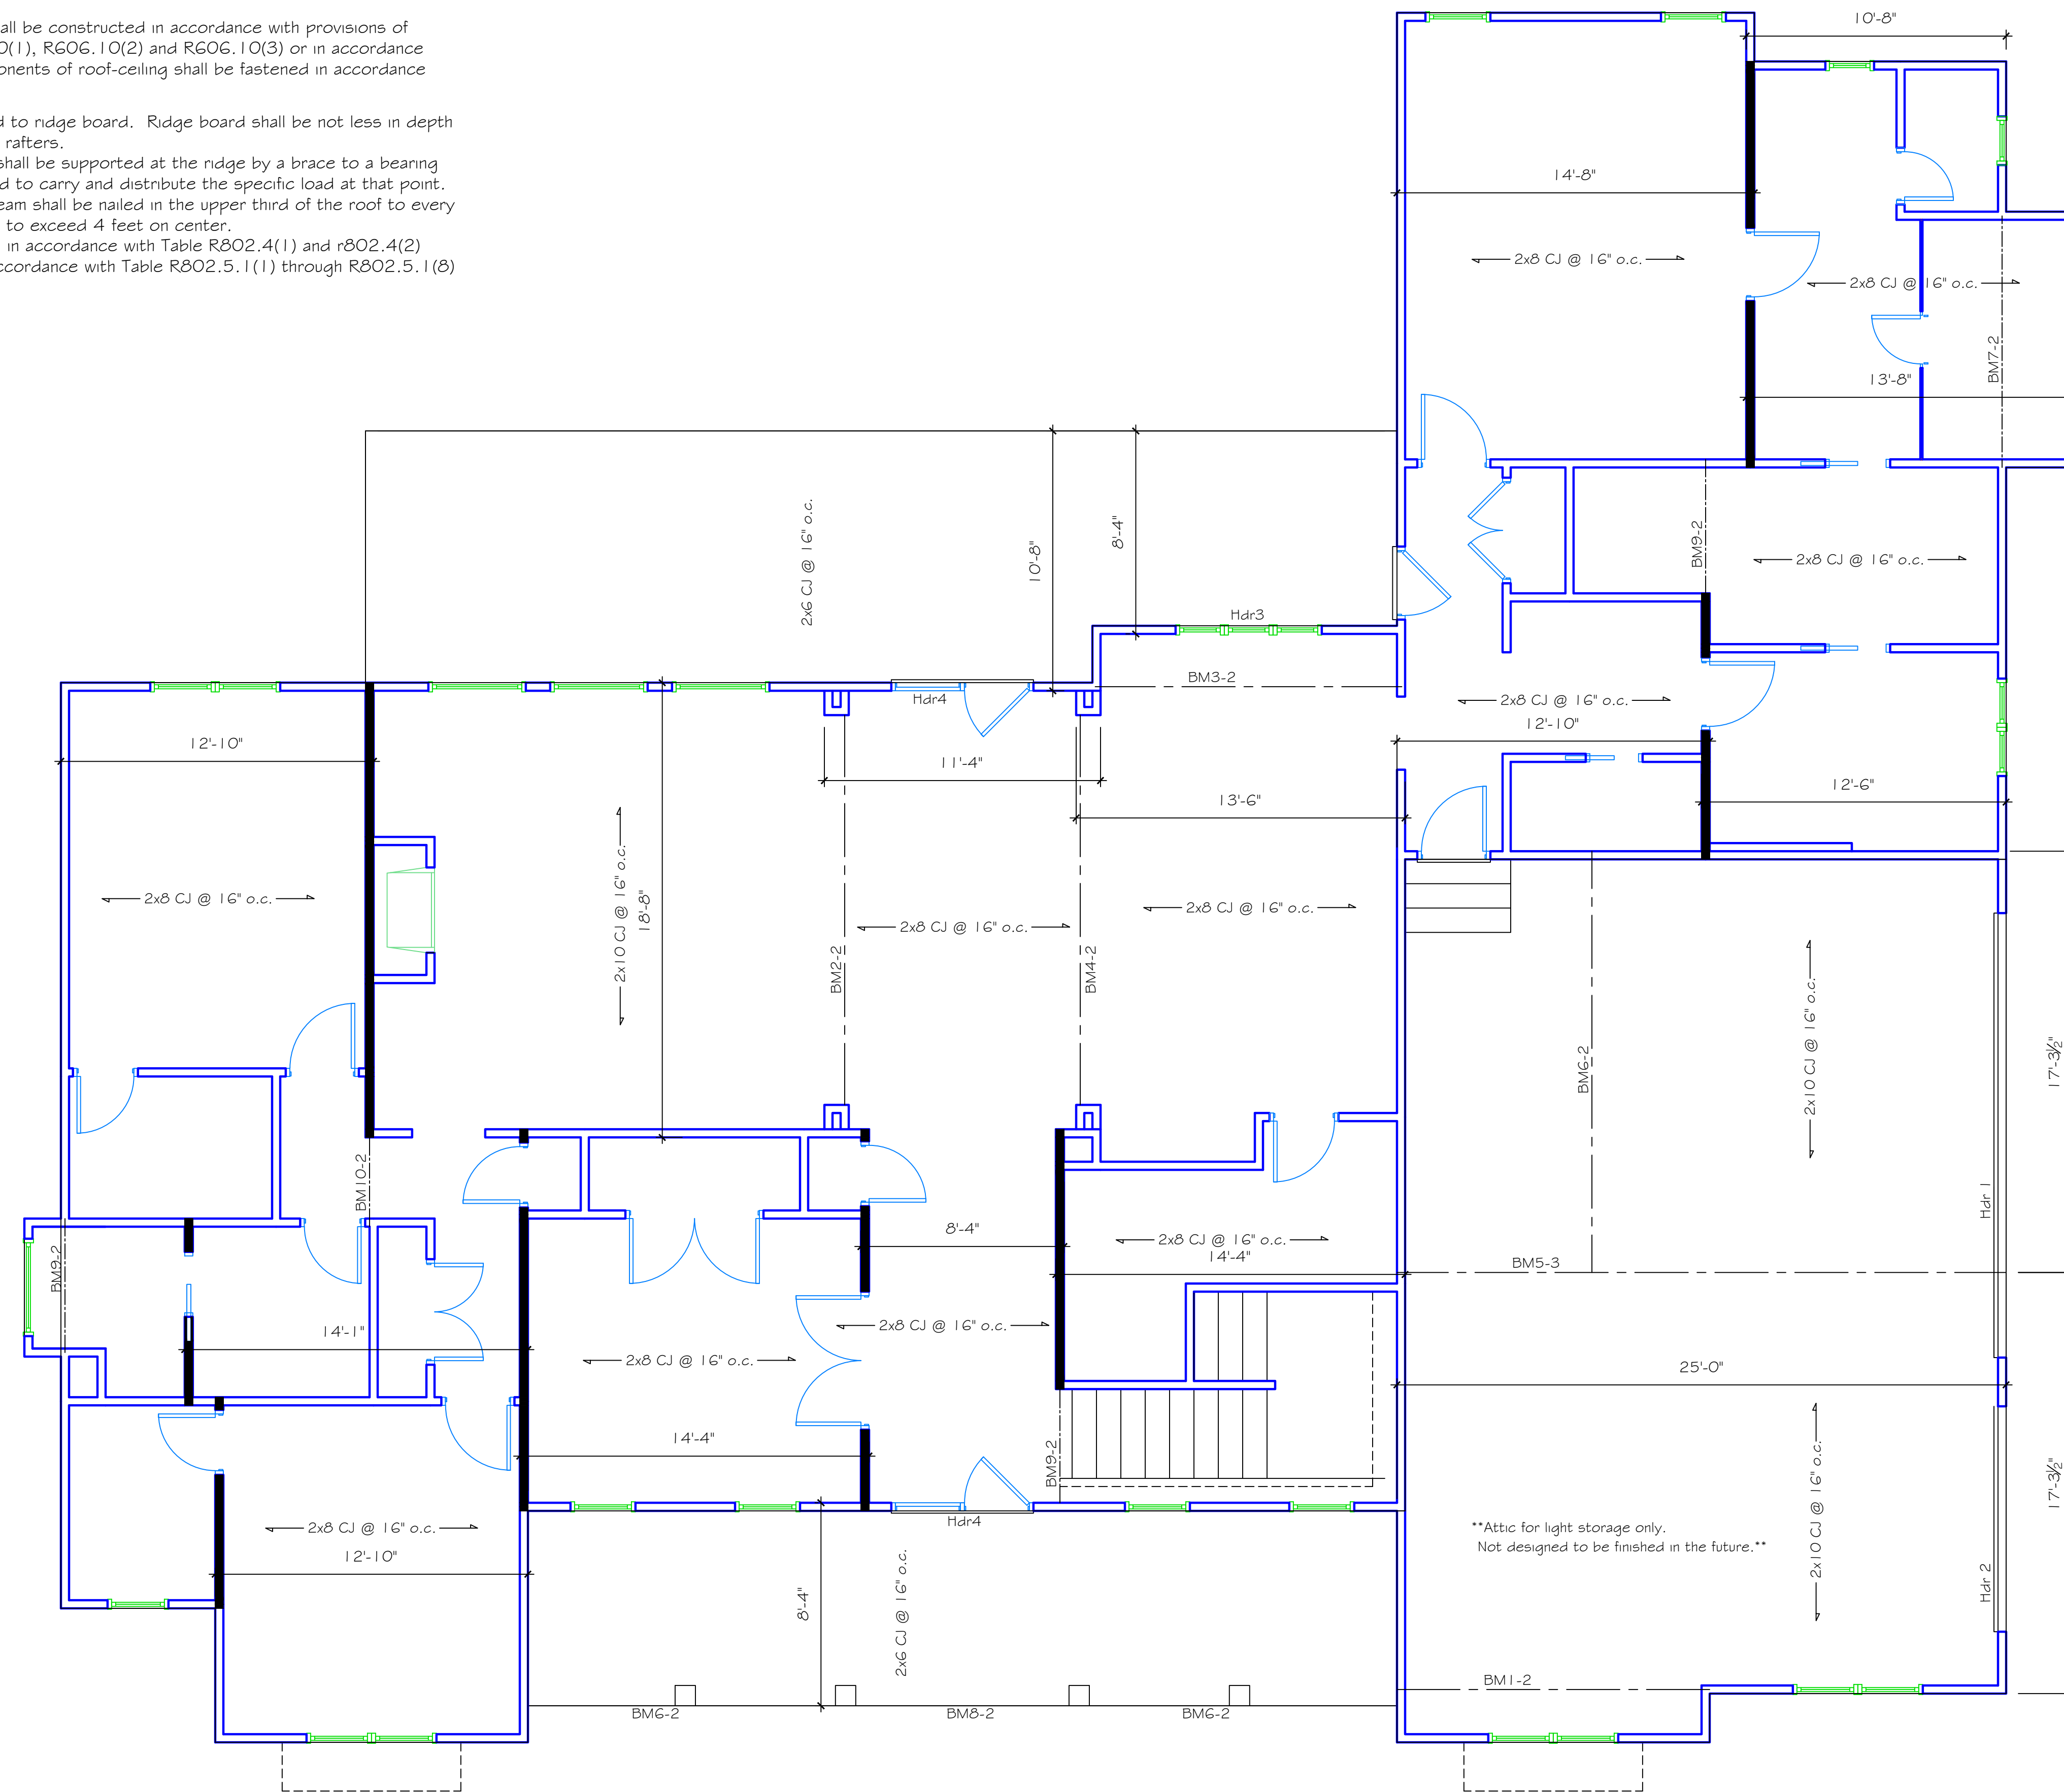 all be constructed in accordance with provisions of
0(1), R606.10(2) and R606.10(3) or in accordance
onents of roof-ceiling shall be fastened in accordance
d to ridge board. Ridge board shall be not less in depth
rafters.
shall be supported at the ridge by a brace to a bearing
d to carry and distribute the specific load at that point.
eam shall be nailed in the upper third of the roof to every
to exceed 4 feet on center.
in accordance with Table R802.4(1) and r802.4(2)
ccordance with Table R802.5.1(1) through R802.5.1(8)
10'-8"
14'-8"
2x8 CJ @ 16" o.c.
2x8 CJ @ 16" o.c.
BM7-2
13'-8"
2x6 CJ @ 16" o.c.
10'-8"
8'-4"
BM9-2
2x8 CJ @ 16" o.c.
Hdr3
BM3-2
Hdr4
2x8 CJ @ 16" o.c.
12'-10"
12'-10"
11'-4"
13'-6"
12'-6"
2x8 CJ @ 16" o.c.
2x10 CJ @ 16" o.c.
18'-8"
2x8 CJ @ 16" o.c.
2x8 CJ @ 16" o.c.
BM2-2
BM4-2
BM6-2
2x10 CJ @ 16" o.c.
17'-3½"
BM10-2
Hdr 1
8'-4"
2x8 CJ @ 16" o.c.
14'-4"
BM5-3
BM9-2
14'-1"
2x8 CJ @ 16" o.c.
2x8 CJ @ 16" o.c.
25'-0"
14'-4"
BM9-2
2x10 CJ @ 16" o.c.
17'-3½"
2x8 CJ @ 16" o.c.
12'-10"
Hdr4
**Attic for light storage only.
Not designed to be finished in the future.**
8'-4"
2x6 CJ @ 16" o.c.
Hdr 2
BM1-2
BM6-2
BM8-2
BM6-2